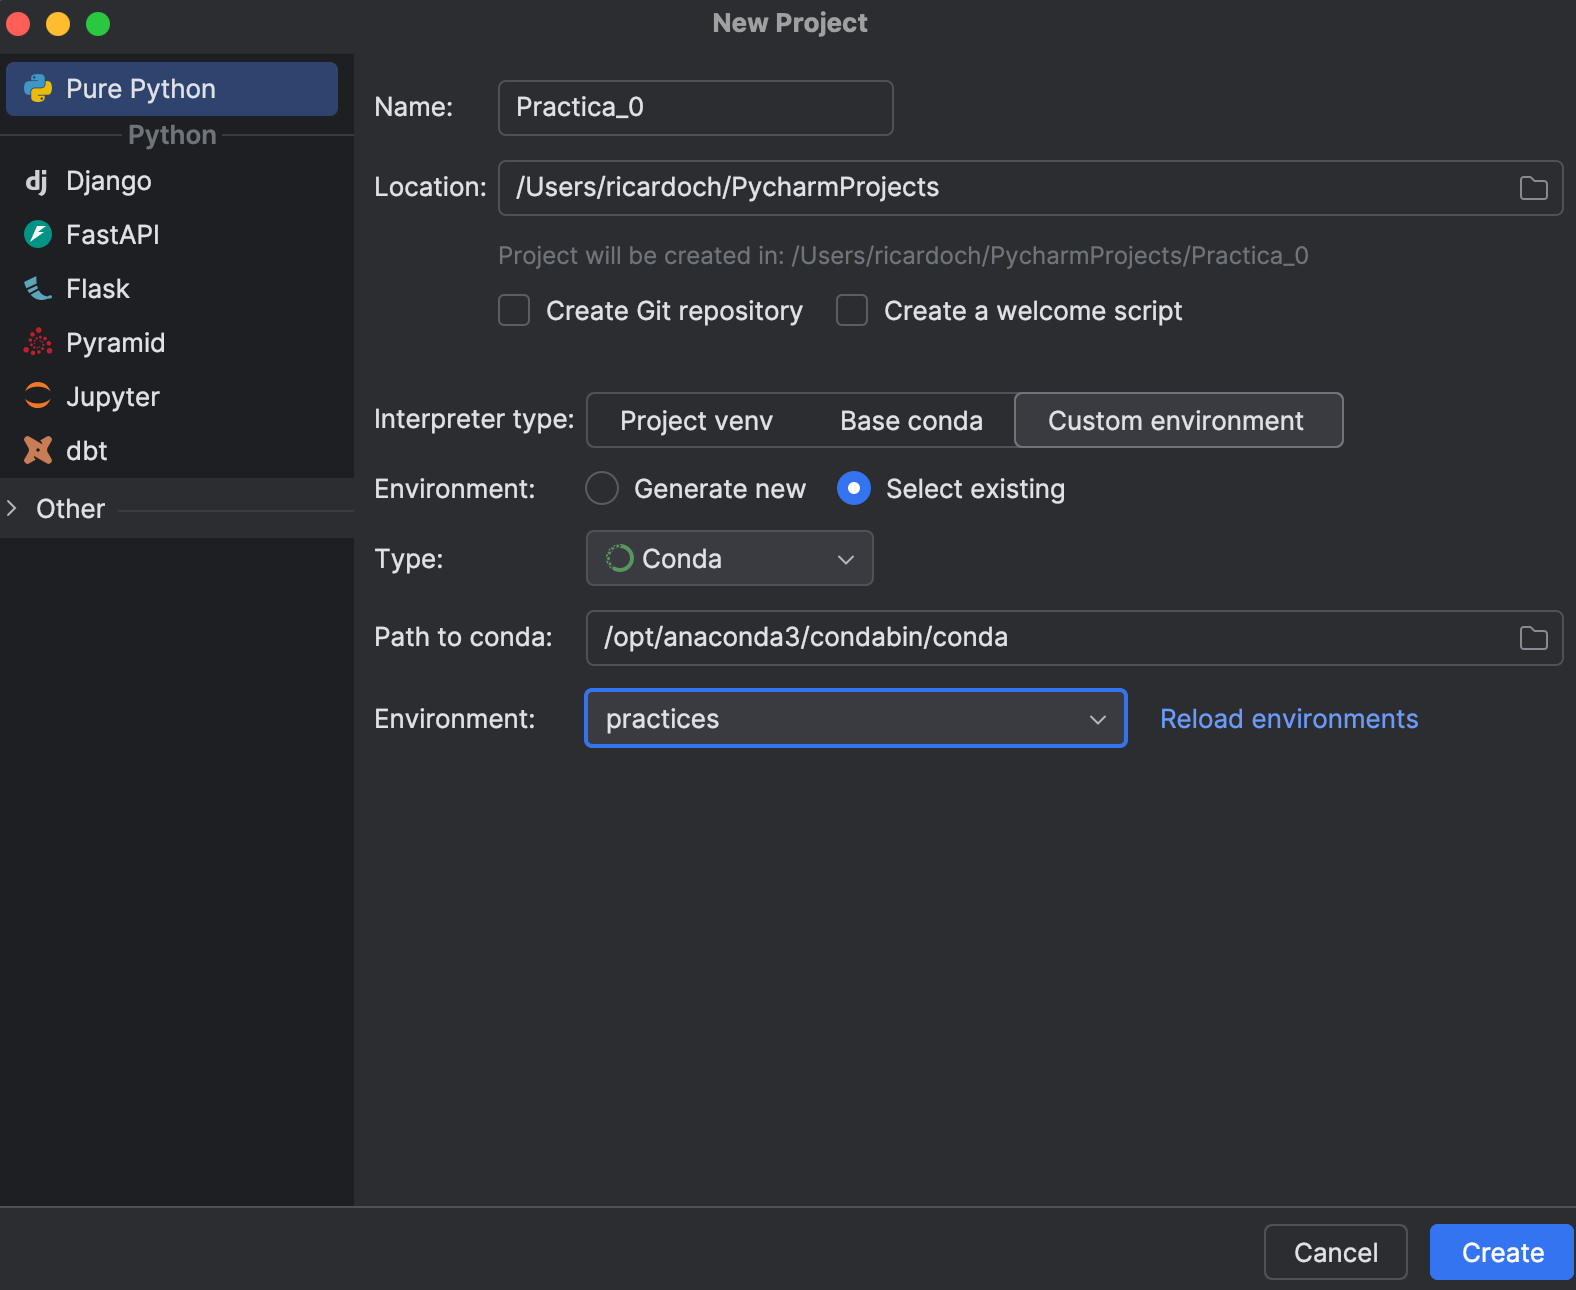 New Project
Pure Python
Python
Django
FastAPI
Flask
Pyramid
Jupyter
dbt
Other
Name: Practica_0
Location: /Users/ricardoch/PycharmProjects
Project will be created in: /Users/ricardoch/PycharmProjects/Practica_0
Create Git repository Create a welcome script
Interpreter type: Project venv Base conda Custom environment
Environment: Generate new Select existing
Type: Conda
Path to conda: /opt/anaconda3/condabin/conda
Environment: practices Reload environments
Cancel Create